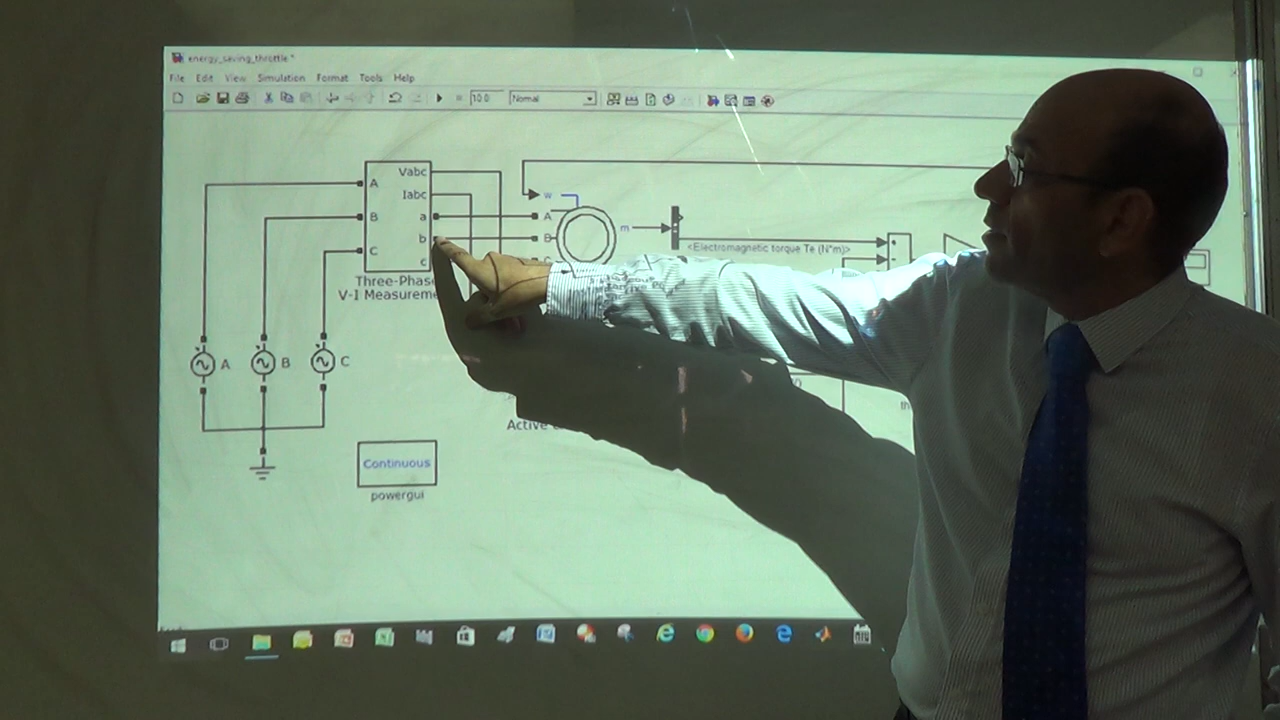 energy_saving_throttle *
File Edit View Simulation Format Tools Help
10.0 Normal
A Vabc
Iabc w
B a A
b B m
C c
<Electromagnetic torque Te (N*m)>
Three-Phase
V-I Measureme
A B C
Active
Continuous
powergui